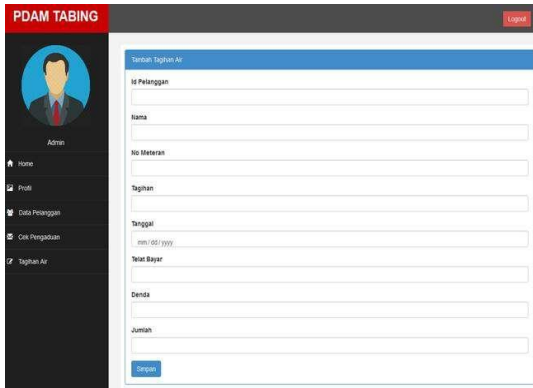 PDAM TABING
Logout
Admin
Home
Profil
Data Pelanggan
Cek Pengaduan
Tagihan Air
Tambah Tagihan Air
Id Pelanggan
Nama
No Meteran
Tagihan
Tanggal
mm / dd / yyyy
Telat Bayar
Denda
Jumlah
Simpan